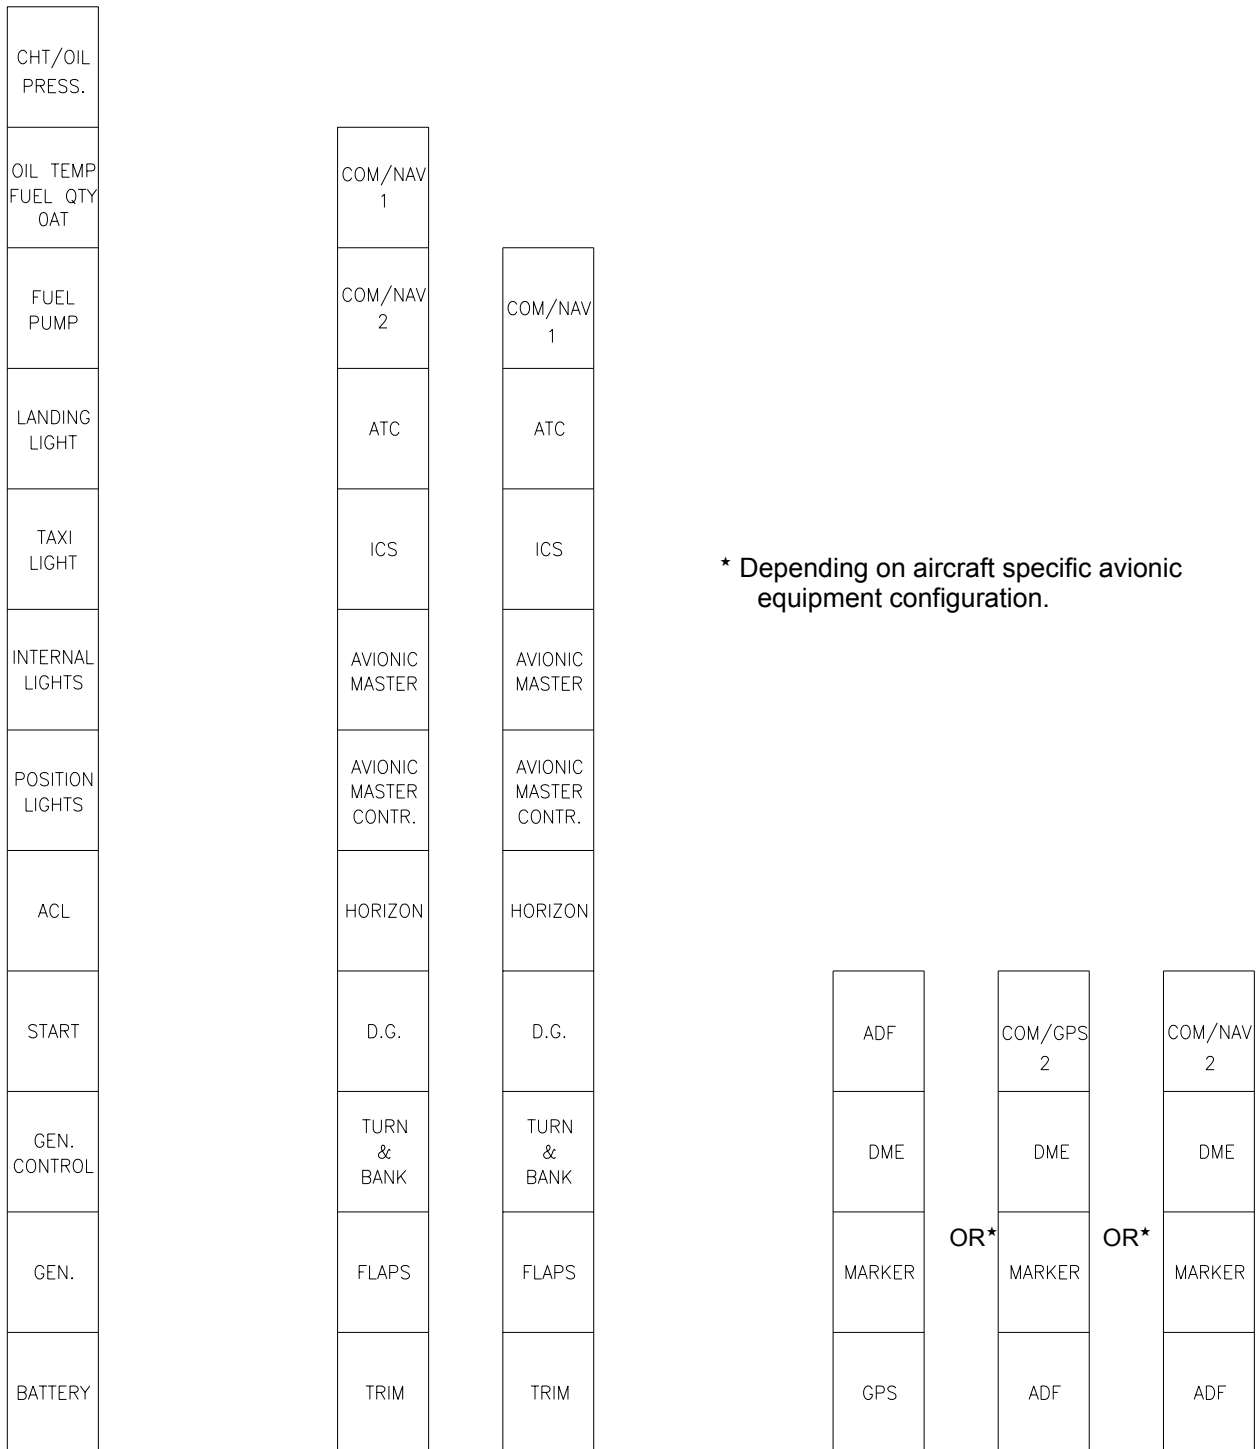 CHT/OIL
PRESS.
OIL TEMP
FUEL QTY
OAT
FUEL
PUMP
LANDING
LIGHT
TAXI
LIGHT
INTERNAL
LIGHTS
POSITION
LIGHTS
ACL
START
GEN.
CONTROL
GEN.
BATTERY
COM/NAV
1
COM/NAV
2
ATC
ICS
AVIONIC
MASTER
AVIONIC
MASTER
CONTR.
HORIZON
D.G.
TURN
&
BANK
FLAPS
TRIM
COM/NAV
1
ATC
ICS
AVIONIC
MASTER
AVIONIC
MASTER
CONTR.
HORIZON
D.G.
TURN
&
BANK
FLAPS
TRIM
★ Depending on aircraft specific avionic
equipment configuration.
ADF
DME
MARKER
GPS
OR★
COM/GPS
2
DME
MARKER
ADF
OR★
COM/NAV
2
DME
MARKER
ADF